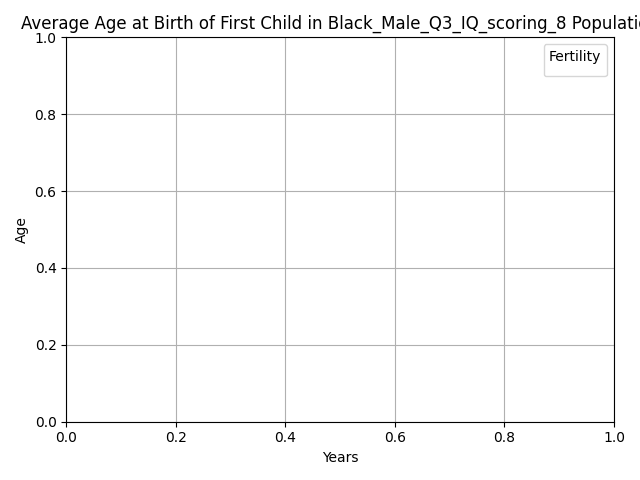 Average Age at Birth of First Child in Black_Male_Q3_IQ_scoring_8 Populatio
Fertility
1.0
0.8
0.6
0.4
0.2
0.0
Age
0.0 0.2 0.4 0.6 0.8 1.0
Years